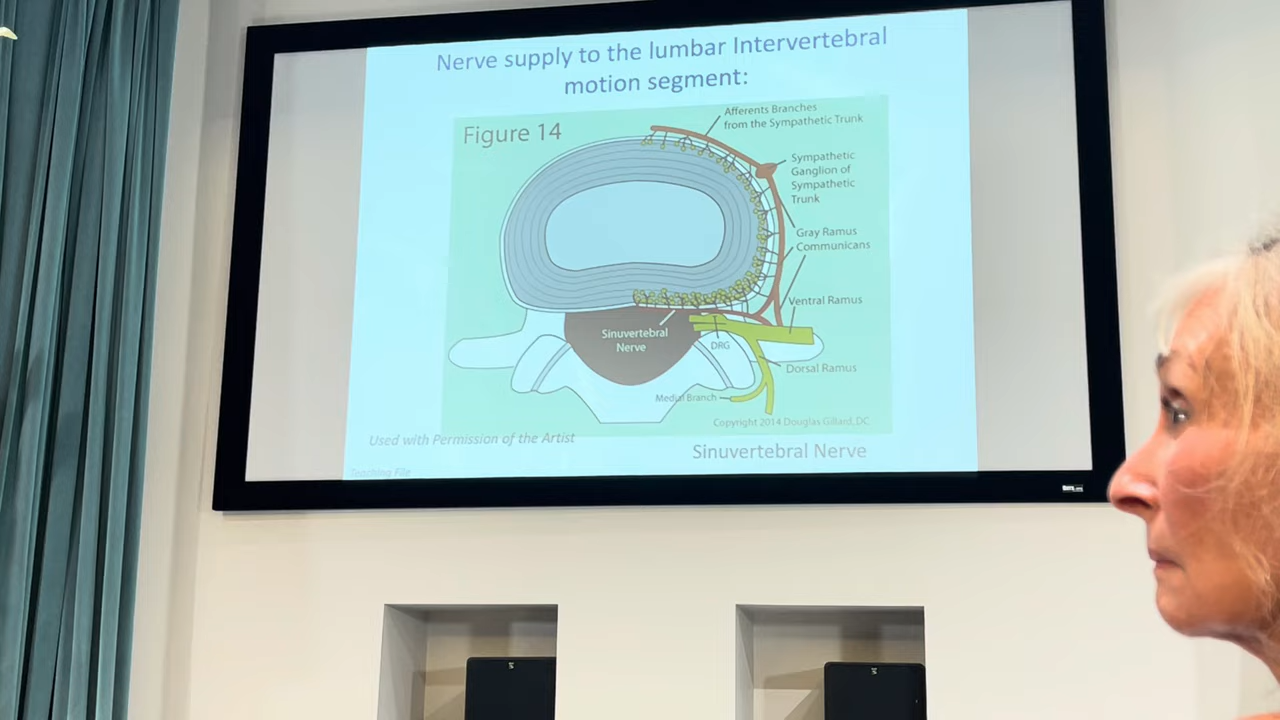 Nerve supply to the lumbar Intervertebral
motion segment:
Figure 14
Afferents Branches
from the Sympathetic Trunk
Sympathetic
Ganglion of
Sympathetic
Trunk
Gray Ramus
Communicans
Ventral Ramus
Sinuvertebral
Nerve
DRG
Dorsal Ramus
Medial Branch
Copyright 2014 Douglas Gillard, DC
Used with Permission of the Artist
Sinuvertebral Nerve
Teaching File